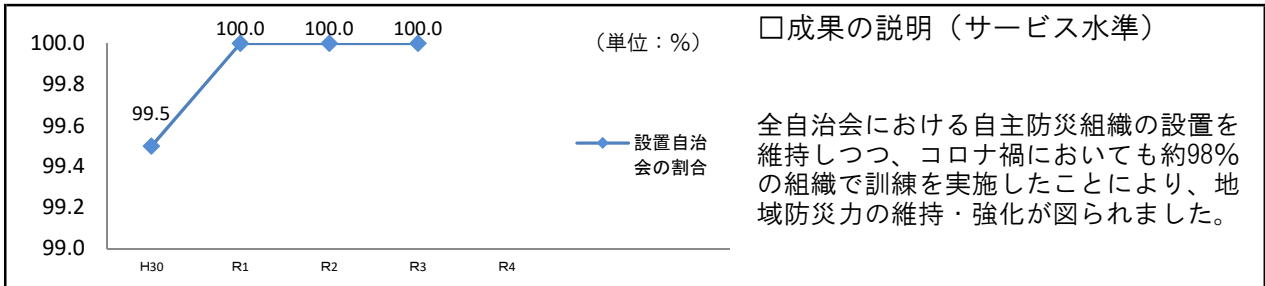 100.0
99.8
99.6
99.4
99.2
99.0
99.5
100.0
100.0
100.0
H30
R1
R2
R3
R4
（単位：%）
設置自治
会の割合
□成果の説明（サービス水準）
全自治会における自主防災組織の設置を
維持しつつ、コロナ禍においても約98%
の組織で訓練を実施したことにより、地
域防災力の維持・強化が図られました。